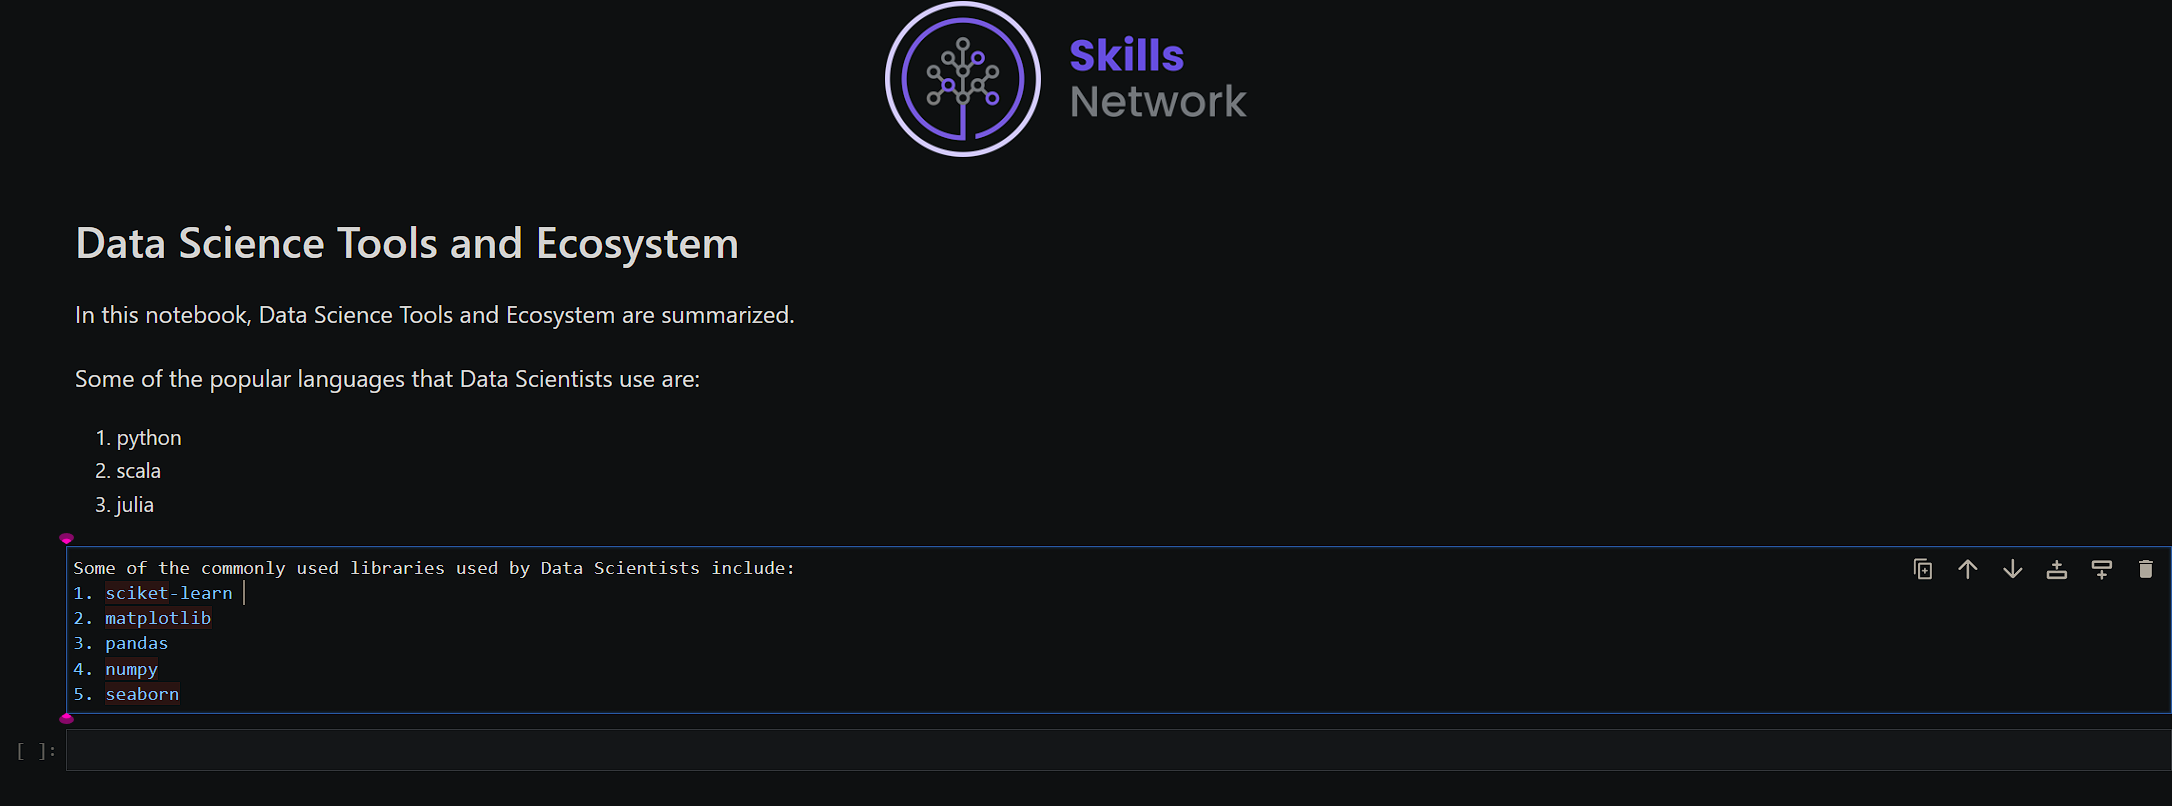 Skills
Network
Data Science Tools and Ecosystem
In this notebook, Data Science Tools and Ecosystem are summarized.
Some of the popular languages that Data Scientists use are:
1. python
2. scala
3. julia
Some of the commonly used libraries used by Data Scientists include:
1. sciket-learn
2. matplotlib
3. pandas
4. numpy
5. seaborn
[ ]: